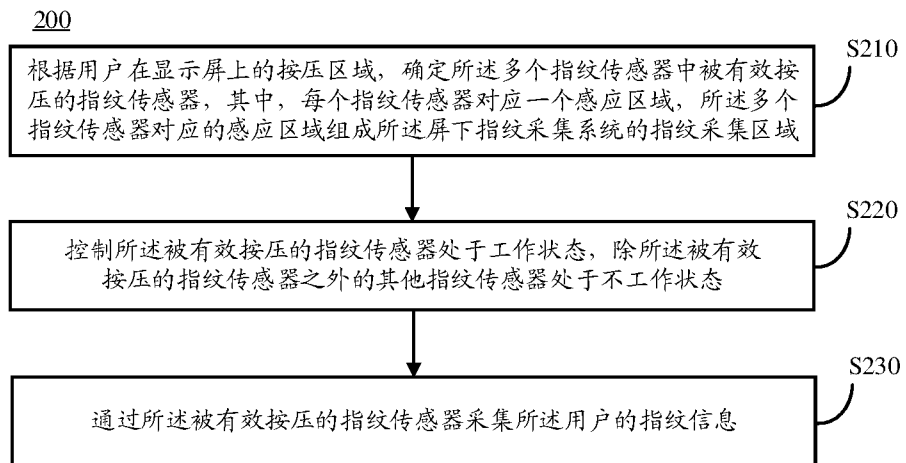 200
S210
根据用户在显示屏上的按压区域，确定所述多个指纹传感器中被有效按
压的指纹传感器，其中，每个指纹传感器对应一个感应区域，所述多个
指纹传感器对应的感应区域组成所述屏下指纹采集系统的指纹采集区域
S220
控制所述被有效按压的指纹传感器处于工作状态，除所述被有效
按压的指纹传感器之外的其他指纹传感器处于不工作状态
S230
通过所述被有效按压的指纹传感器采集所述用户的指纹信息